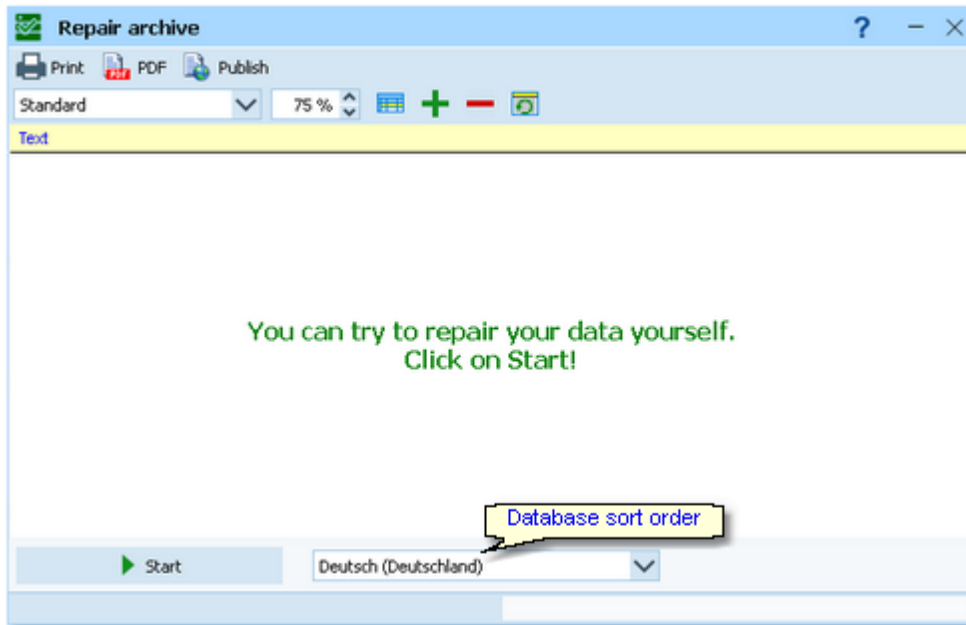 Repair archive
Print PDF Publish
Standard 75 %
Text
You can try to repair your data yourself.
Click on Start!
Database sort order
Start Deutsch (Deutschland)